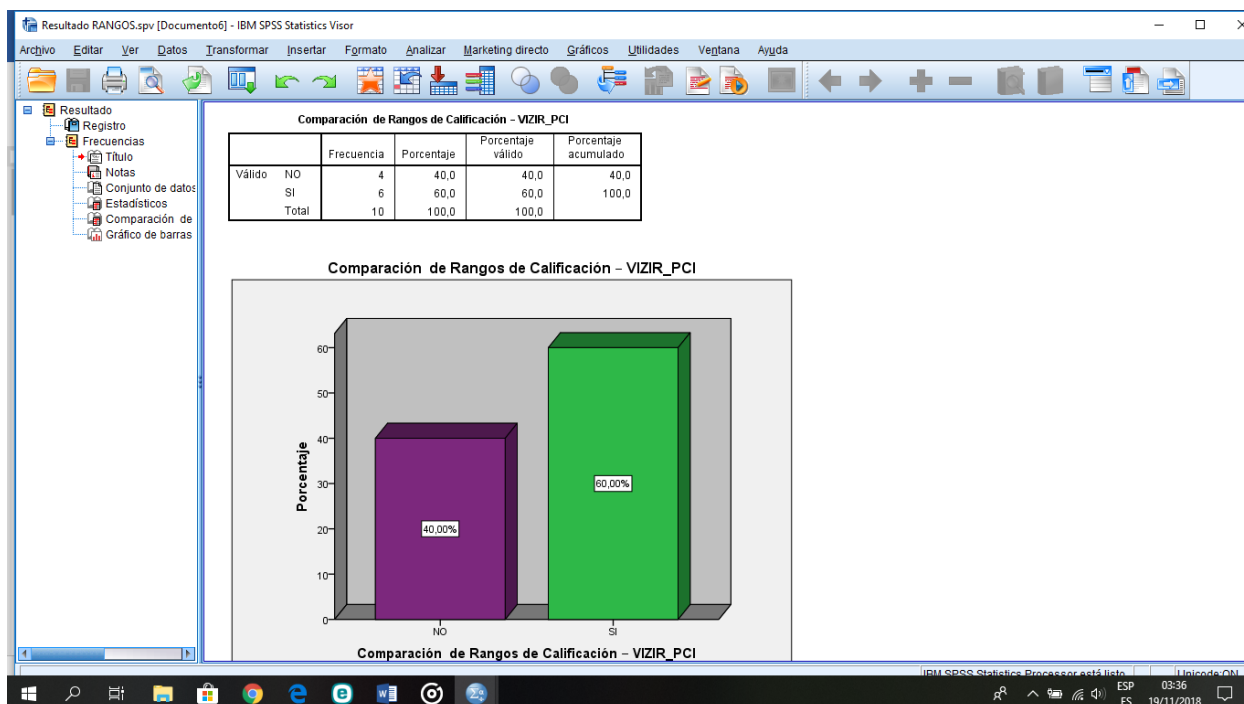 Resultado RANGOS.spv [Documento6] - IBM SPSS Statistics Visor
Archivo Editar Ver Datos Transformar Insertar Formato Analizar Marketing directo Gráficos Utilidades Ventana Ayuda
Resultado
Registro
Frecuencias
Título
Notas
Conjunto de datos
Estadísticos
Comparación de
Gráfico de barras
Comparación de Rangos de Calificación – VIZIR_PCI
Frecuencia Porcentaje Porcentaje válido Porcentaje acumulado
Válido NO 4 40,0 40,0 40,0
SI 6 60,0 60,0 100,0
Total 10 100,0 100,0
Comparación de Rangos de Calificación – VIZIR_PCI
Porcentaje
60
50
40
30
20
10
0
40,00%
60,00%
NO SI
Comparación de Rangos de Calificación – VIZIR_PCI
IBM SPSS Statistics Processor está listo Unicode:ON
ESP 03:36
ES 19/11/2018